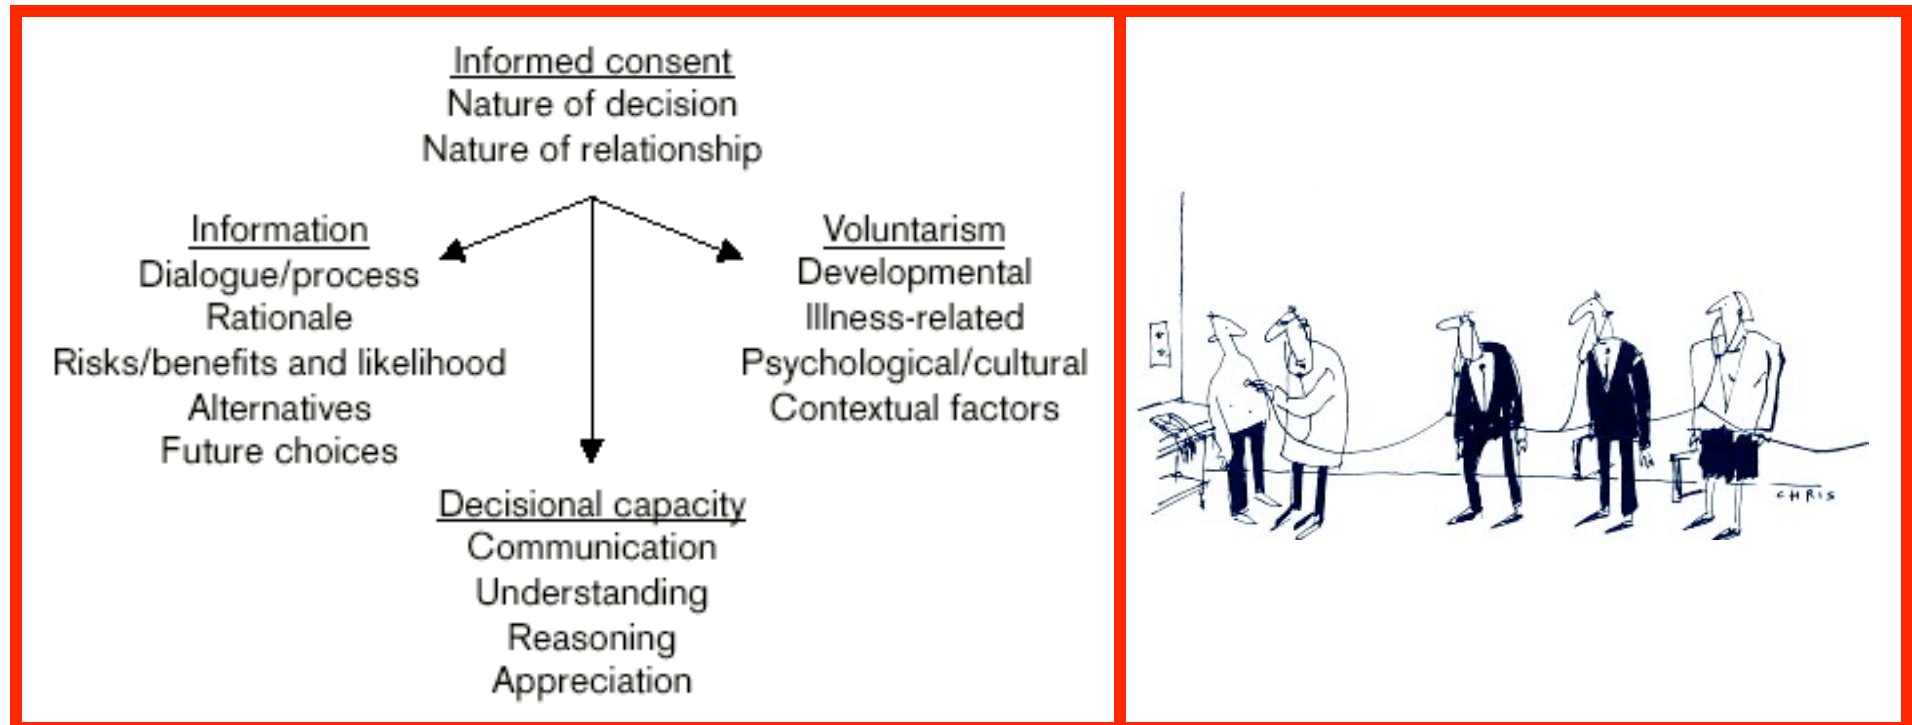 Informed consent
Nature of decision
Nature of relationship
Information
Dialogue/process
Rationale
Risks/benefits and likelihood
Alternatives
Future choices
Voluntarism
Developmental
Illness-related
Psychological/cultural
Contextual factors
Decisional capacity
Communication
Understanding
Reasoning
Appreciation
CHRIS